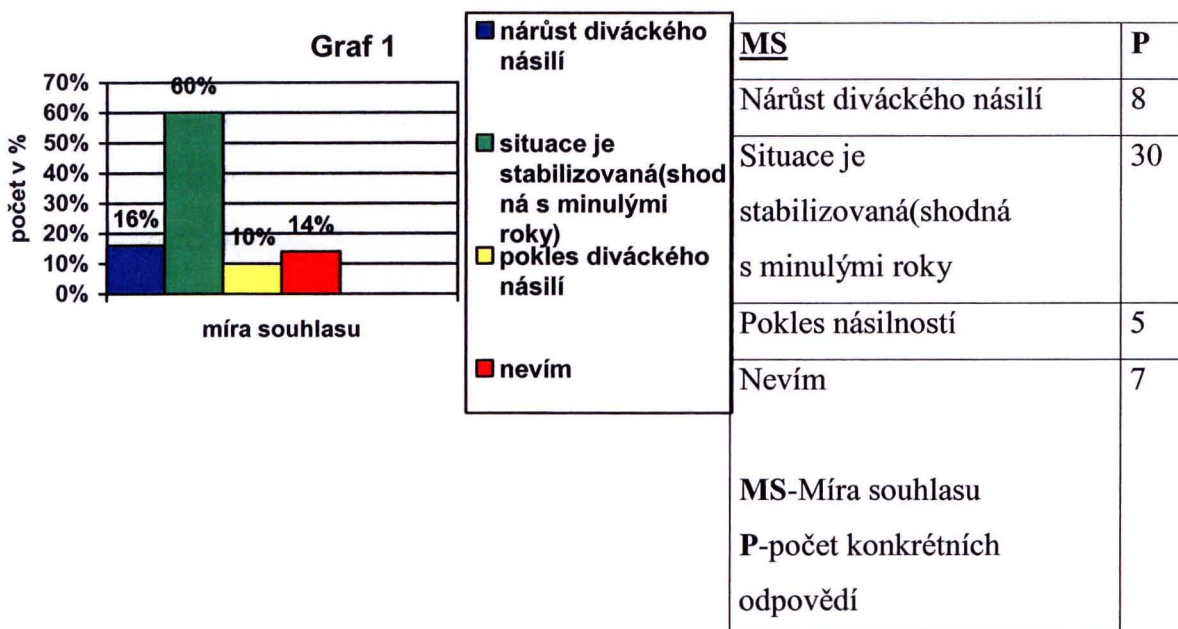 Graf 1
70%
60%
50%
40%
30%
20%
10%
0%
počet v %
16%
60%
10%
14%
míra souhlasu
nárůst diváckého
násilí
situace je
stabilizovaná(shod
ná s minulými
roky)
pokles diváckého
násilí
nevím
MS P
Nárůst diváckého násilí 8
Situace je 30
stabilizovaná(shodná
s minulými roky
Pokles násilností 5
Nevím 7
MS-Míra souhlasu
P-počet konkrétních
odpovědí